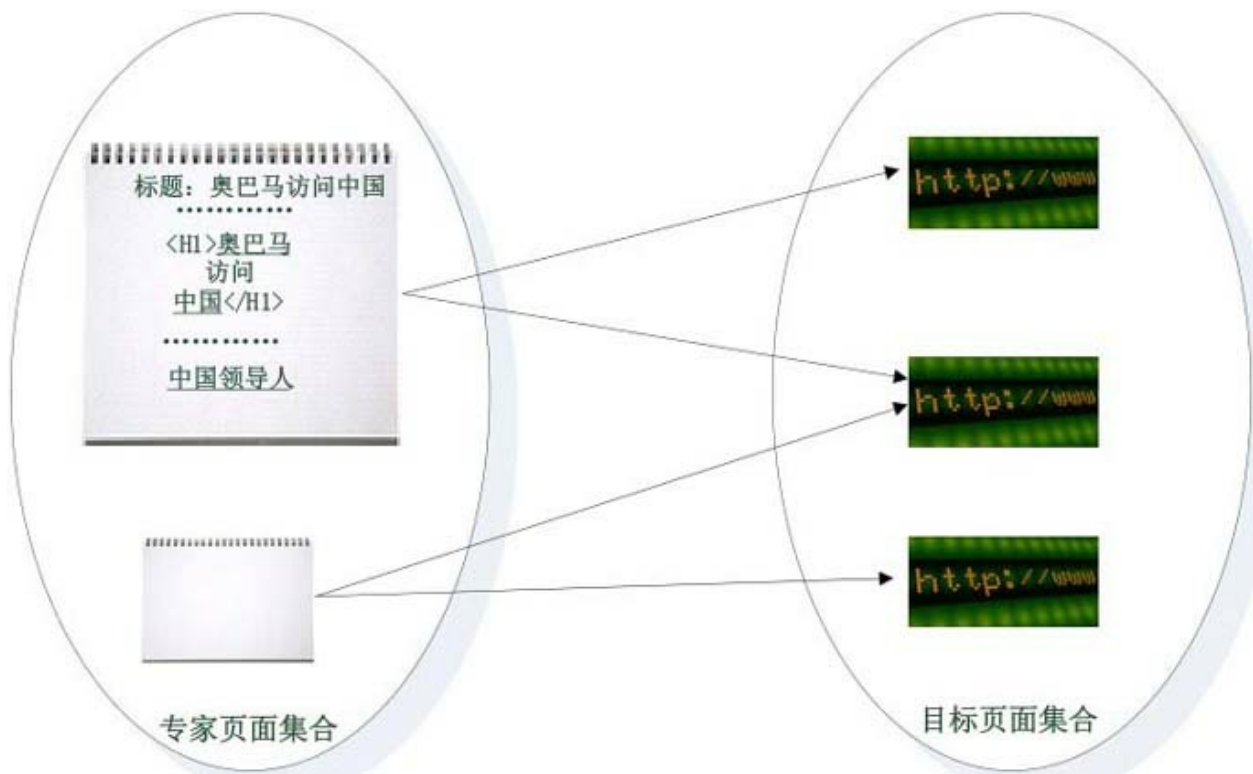 标题：奥巴马访问中国
............
<H1>奥巴马
访问
中国</H1>
............
中国领导人
专家页面集合
http://www
http://www
http://www
目标页面集合